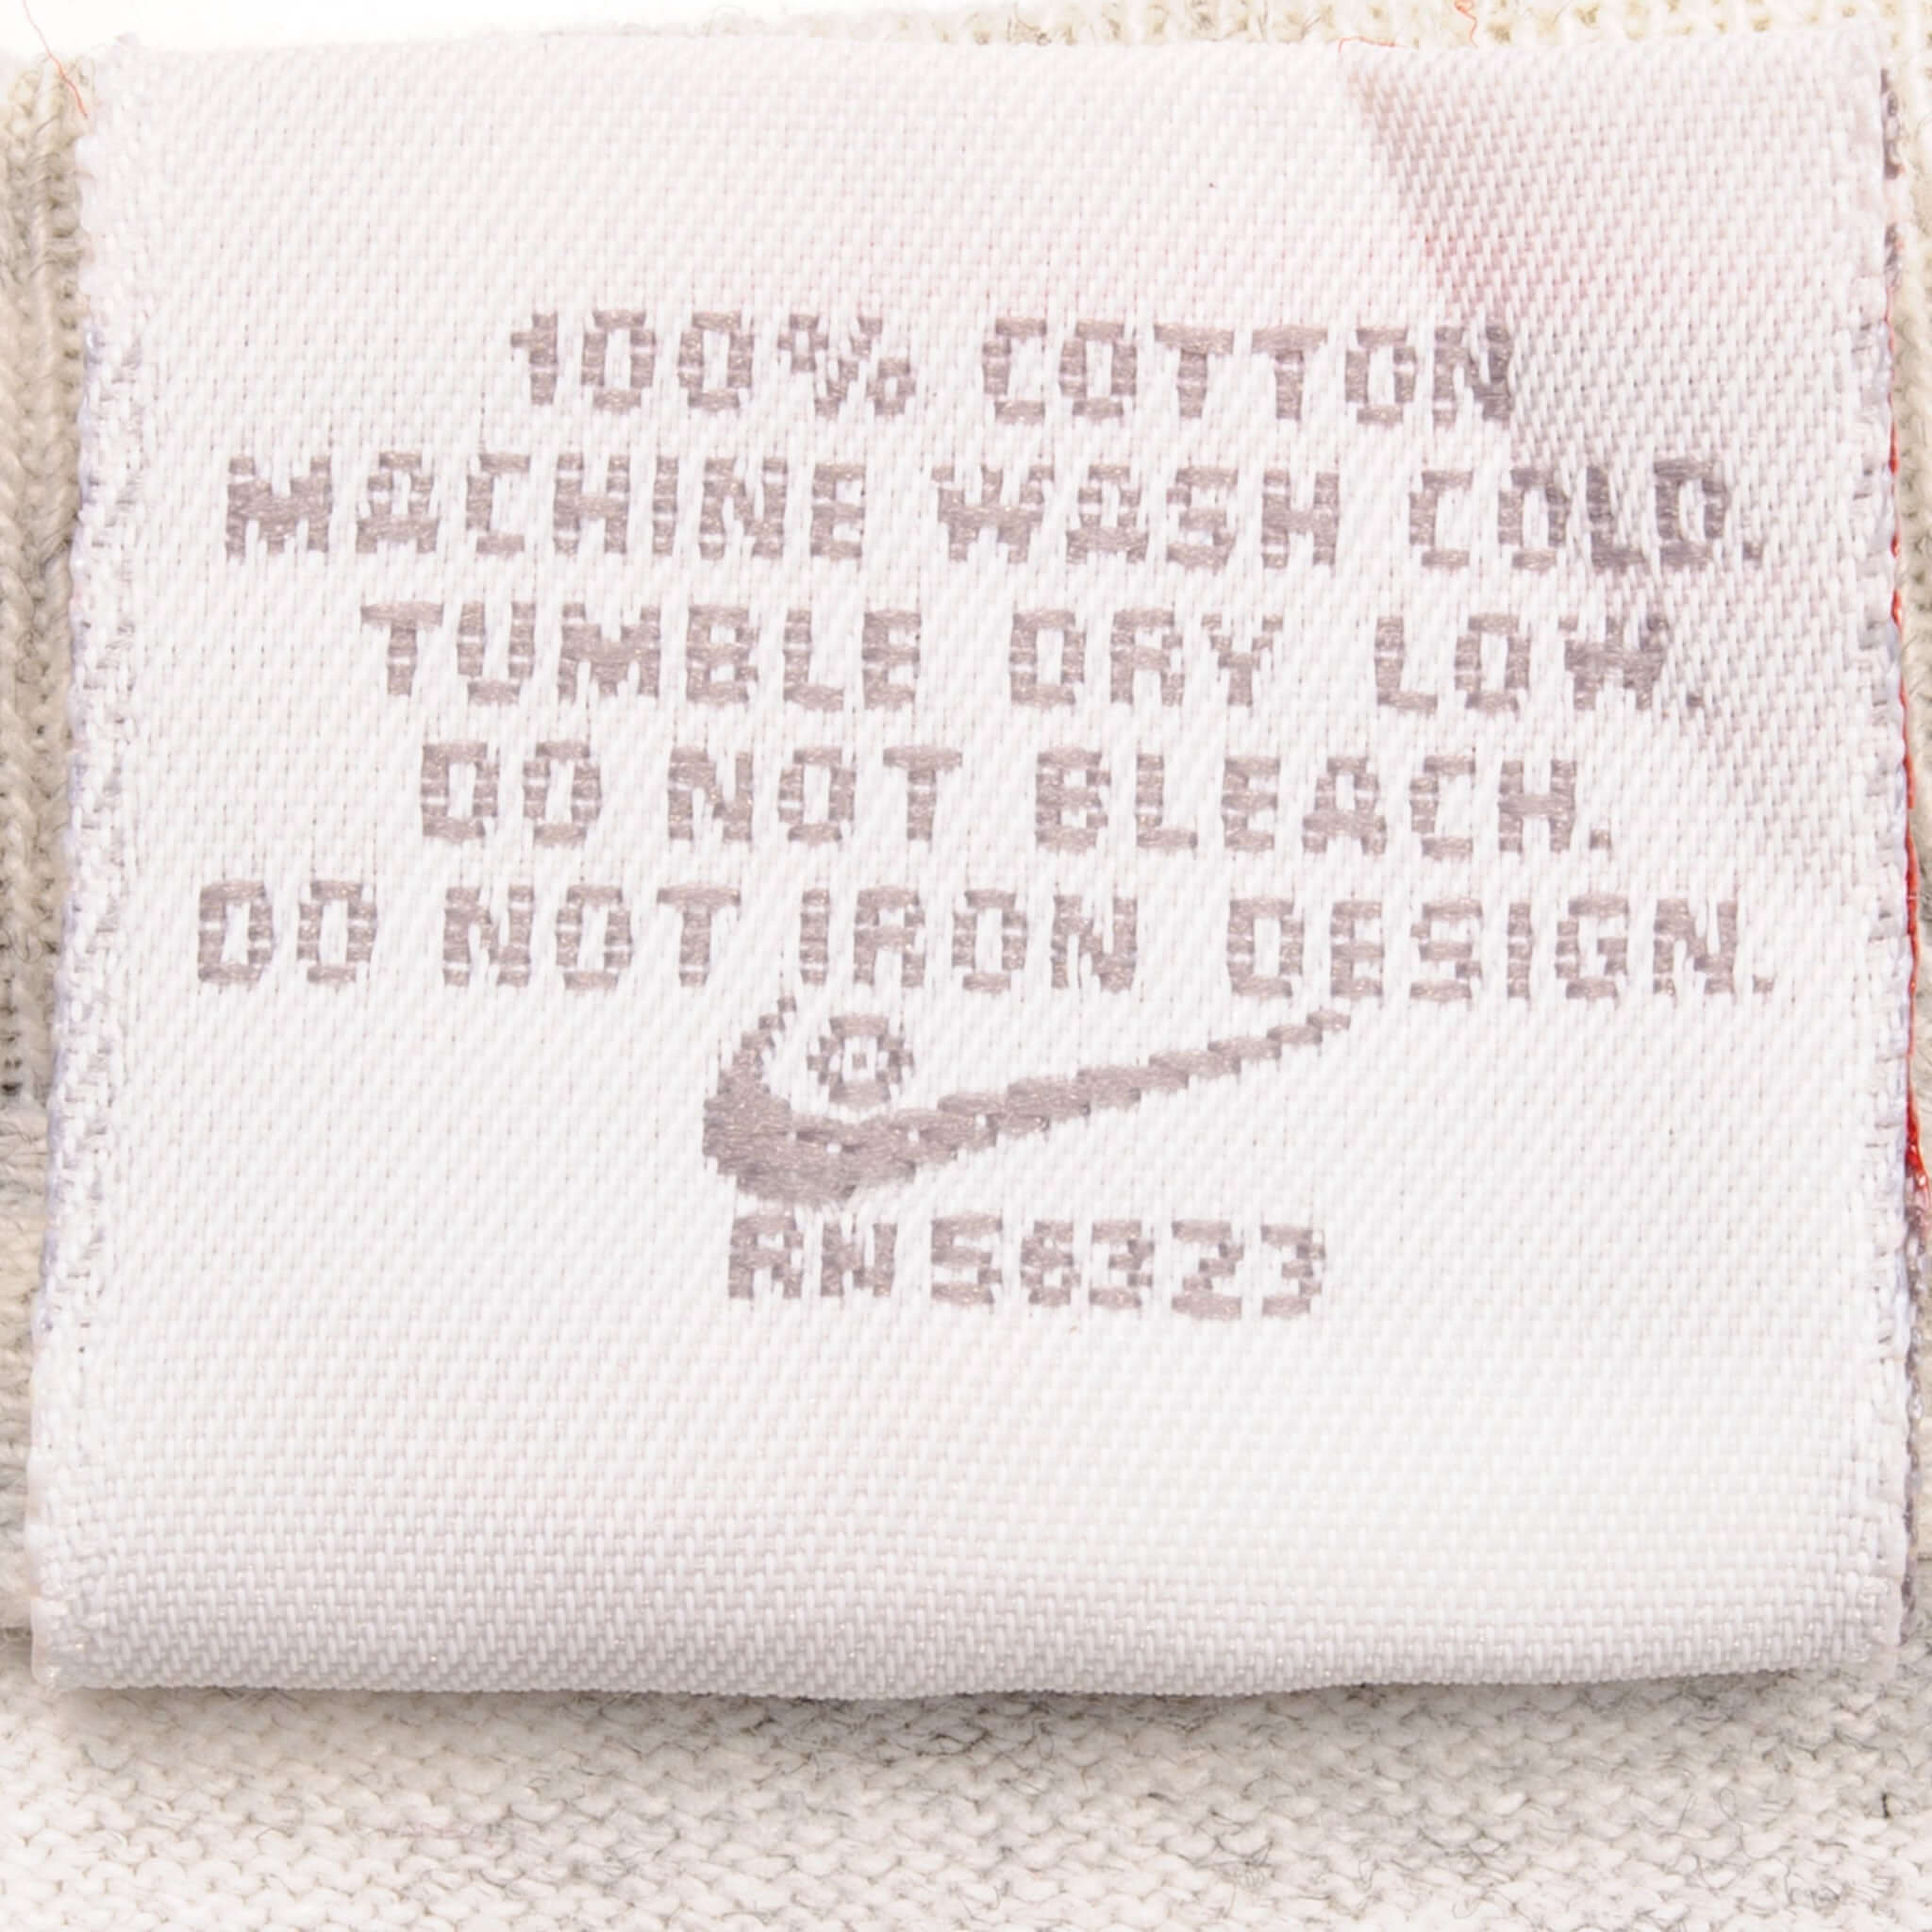 100% COTTON
MACHINE WASH COLD.
TUMBLE DRY LOW.
DO NOT BLEACH.
DO NOT IRON DESIGN.
®
RN 56323